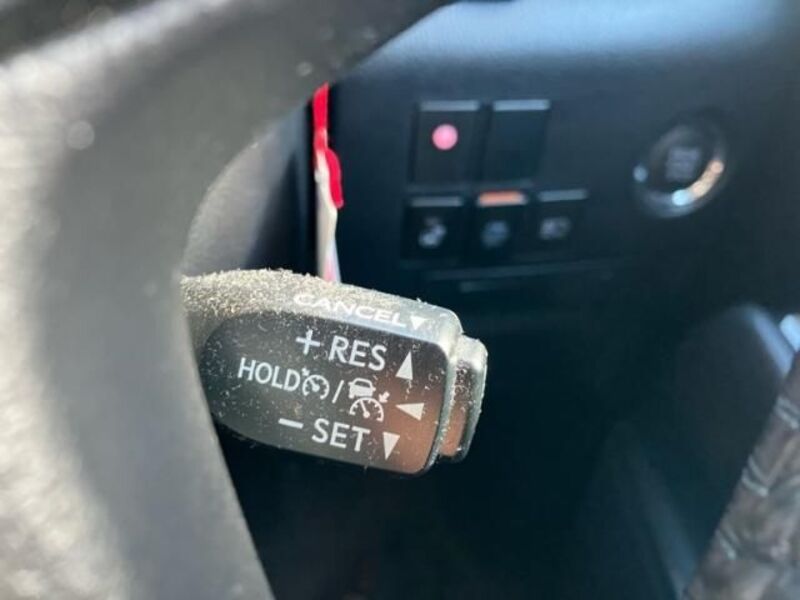 CANCEL▼
+ RES ▲
HOLD / ◀
− SET ▼